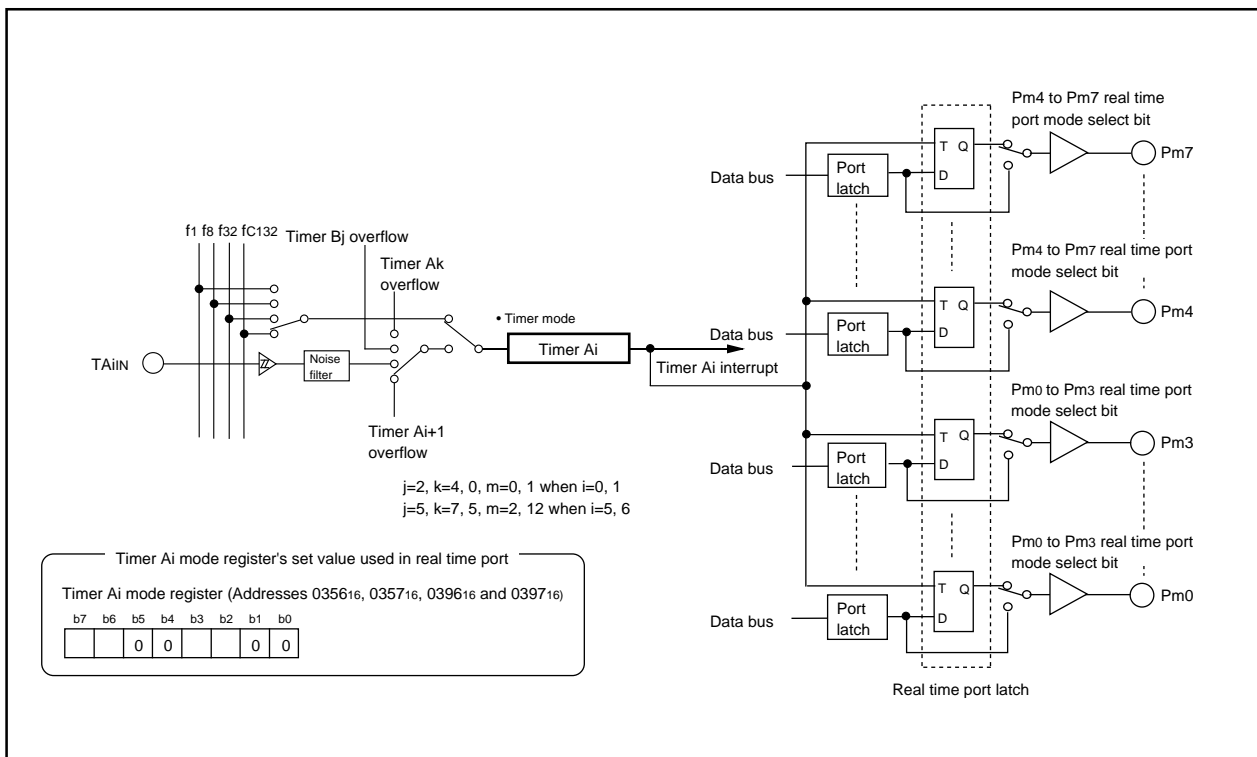 f1 f8 f32 fC132
Timer Bj overflow
Timer Ak
overflow
TAiIN
Noise
filter
Timer Ai+1
overflow
• Timer mode
Timer Ai
Timer Ai interrupt
j=2, k=4, 0, m=0, 1 when i=0, 1
j=5, k=7, 5, m=2, 12 when i=5, 6
Timer Ai mode register's set value used in real time port
Timer Ai mode register (Addresses 035616, 035716, 039616 and 039716)
b7 b6 b5 b4 b3 b2 b1 b0
0 0 0 0
Pm4 to Pm7 real time
port mode select bit
Data bus
Port
latch
T Q
D
Pm7
Pm4 to Pm7 real time port
mode select bit
Data bus
Port
latch
T Q
D
Pm4
Pm0 to Pm3 real time port
mode select bit
Data bus
Port
latch
T Q
D
Pm3
Pm0 to Pm3 real time port
mode select bit
Data bus
Port
latch
T Q
D
Pm0
Real time port latch